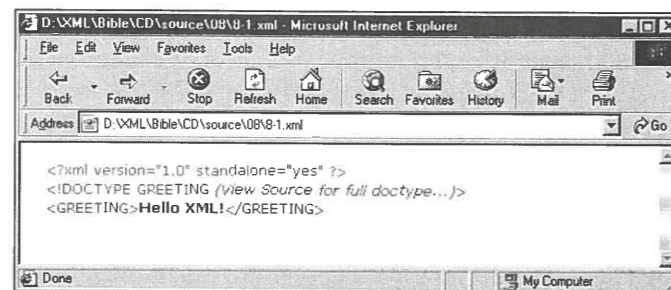 D:\XML\Bible\CD\source\08\8-1.xml - Microsoft Internet Explorer
File Edit View Favorites Tools Help
Back Forward Stop Refresh Home Search Favorites History Mail Print
Address D:\XML\Bible\CD\source\08\8-1.xml Go
<?xml version="1.0" standalone="yes" ?>
<!DOCTYPE GREETING (View Source for full doctype...)>
<GREETING>Hello XML!</GREETING>
Done My Computer